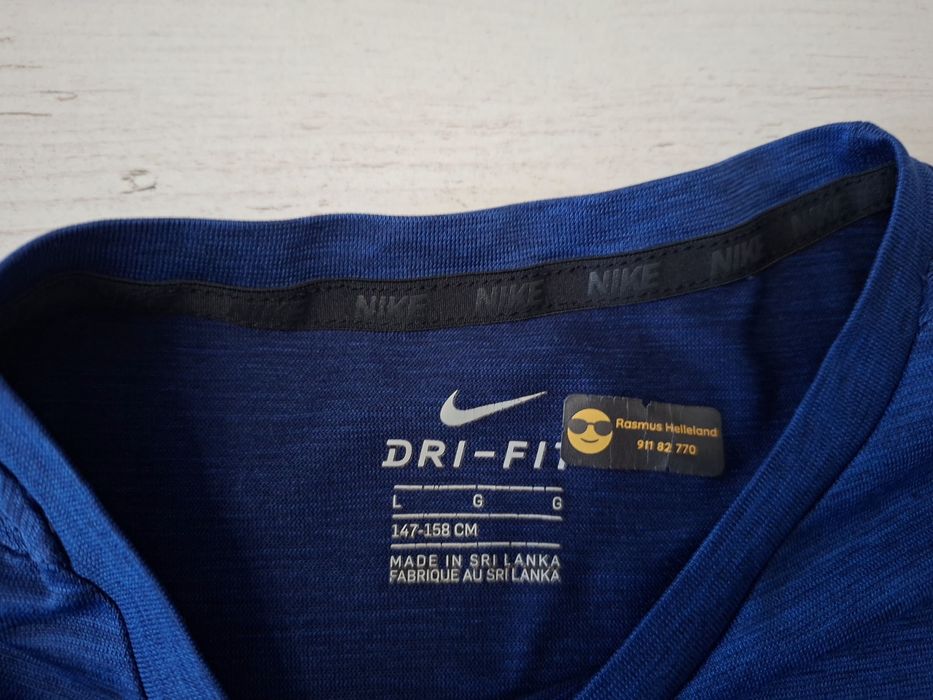 NIKE NIKE NIKE NIKE NIKE
DRI-FIT
Rasmus Helleland
911 82 770
L G G
147-158 CM
MADE IN SRI LANKA
FABRIQUE AU SRI LANKA